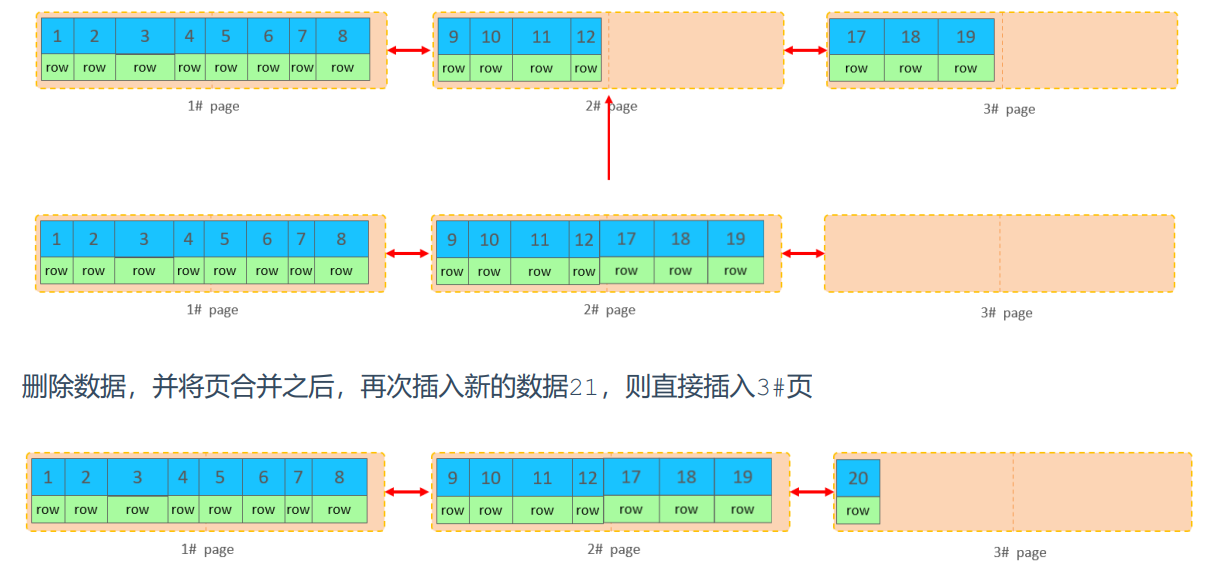 1 2 3 4 5 6 7 8 9 10 11 12 17 18 19
row row row row row row row row row row row row row row row
1# page 2# page 3# page
1 2 3 4 5 6 7 8 9 10 11 12 17 18 19
row row row row row row row row row row row row row row row
1# page 2# page 3# page
删除数据，并将页合并之后，再次插入新的数据21，则直接插入3#页
1 2 3 4 5 6 7 8 9 10 11 12 17 18 19 20
row row row row row row row row row row row row row row row row
1# page 2# page 3# page